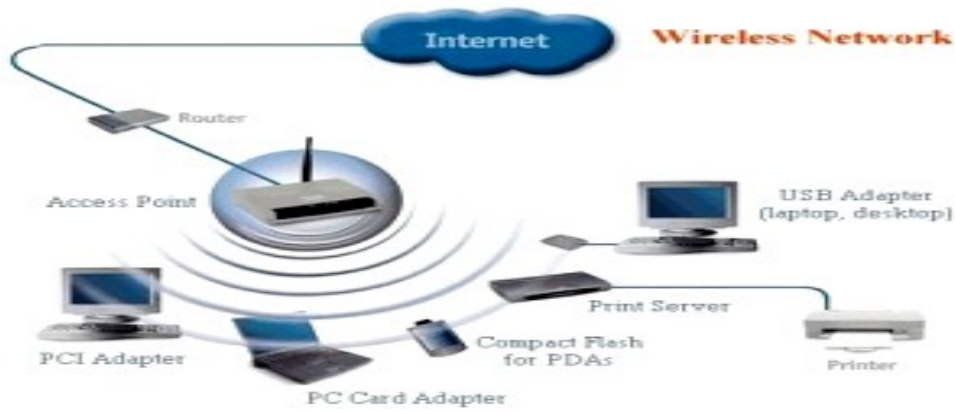 Internet
Wireless Network
Router
Access Point
USB Adapter
(laptop, desktop)
Print Server
PCI Adapter
Compact Flash
for PDAs
Printer
PC Card Adapter